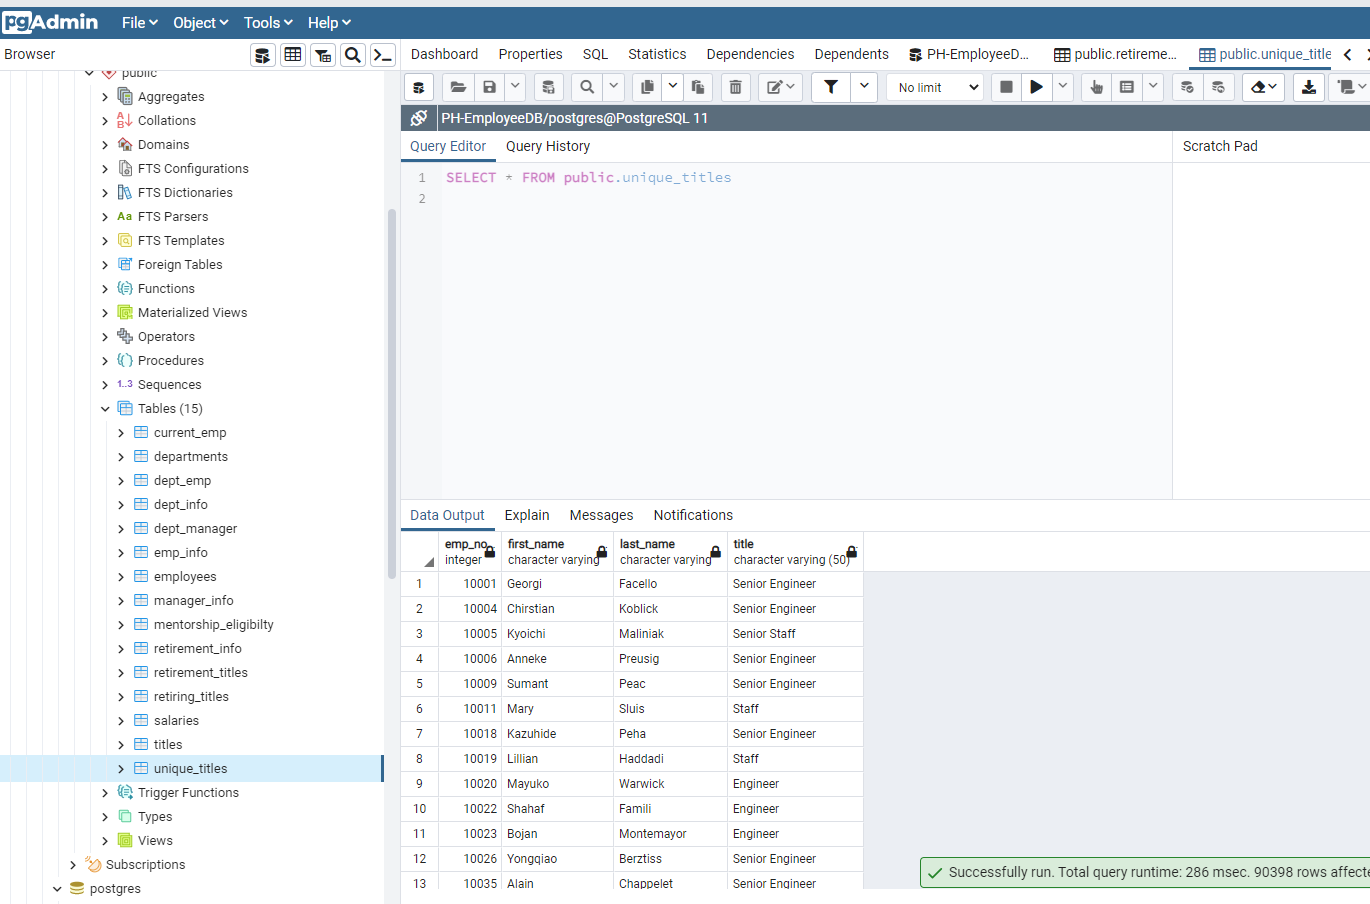 pgAdmin File Object Tools Help
Browser
Dashboard Properties SQL Statistics Dependencies Dependents PH-EmployeeD... public.retireme... public.unique_title
No limit
PH-EmployeeDB/postgres@PostgreSQL 11
Query Editor Query History
Scratch Pad
1 SELECT * FROM public.unique_titles
2
public
Aggregates
Collations
Domains
FTS Configurations
FTS Dictionaries
Aa FTS Parsers
FTS Templates
Foreign Tables
Functions
Materialized Views
Operators
Procedures
1..3 Sequences
Tables (15)
current_emp
departments
dept_emp
dept_info
dept_manager
emp_info
employees
manager_info
mentorship_eligibilty
retirement_info
retirement_titles
retiring_titles
salaries
titles
unique_titles
Trigger Functions
Types
Views
Subscriptions
postgres
Data Output Explain Messages Notifications
emp_no first_name last_name title
integer character varying character varying character varying (50)
1 10001 Georgi Facello Senior Engineer
2 10004 Chirstian Koblick Senior Engineer
3 10005 Kyoichi Maliniak Senior Staff
4 10006 Anneke Preusig Senior Engineer
5 10009 Sumant Peac Senior Engineer
6 10011 Mary Sluis Staff
7 10018 Kazuhide Peha Senior Engineer
8 10019 Lillian Haddadi Staff
9 10020 Mayuko Warwick Engineer
10 10022 Shahaf Famili Engineer
11 10023 Bojan Montemayor Engineer
12 10026 Yongqiao Berztiss Senior Engineer
13 10035 Alain Chappelet Senior Engineer
Successfully run. Total query runtime: 286 msec. 90398 rows affecte